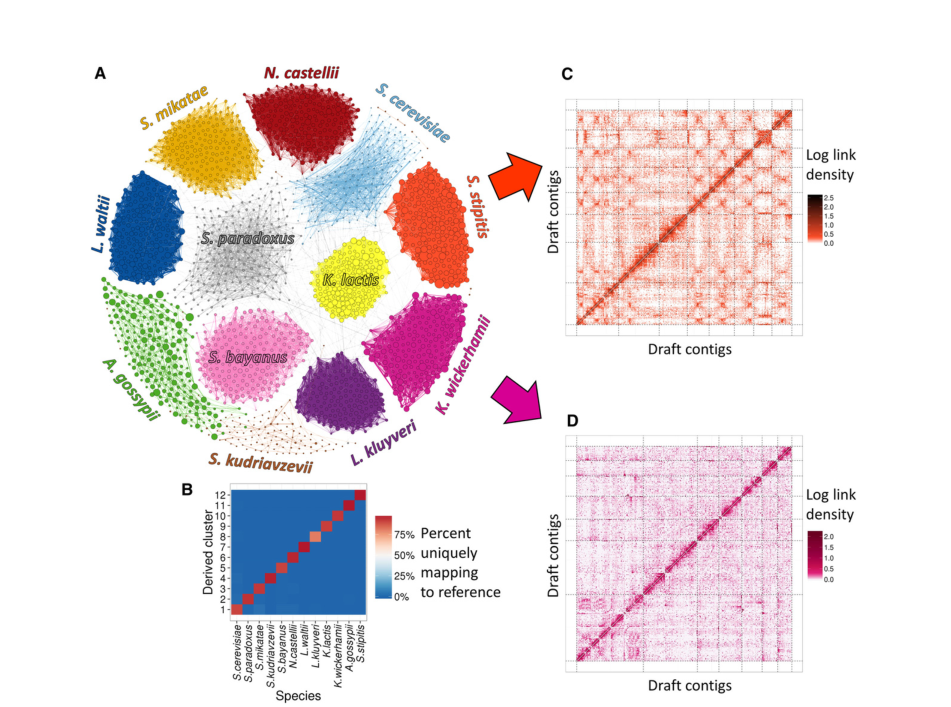 A
N. castellii
S. mikatae
S. cerevisiae
L. waltii
S. stipitis
S. paradoxus
K. lactis
S. bayanus
K. wickerhamii
A. gossypii
L. kluyveri
S. kudriavzevii
B
Derived cluster
12
11
10
9
8
7
6
5
4
3
2
1
S.cerevisiae
S.paradoxus
S.mikatae
S.kudriavzevii
S.bayanus
N.castellii
L.waltii
L.kluyveri
K.lactis
K.wickerhamii
A.gossypii
S.stipitis
Species
75%
50%
25%
0%
Percent
uniquely
mapping
to reference
C
Draft contigs
Draft contigs
Log link
density
2.5
2.0
1.5
1.0
0.5
0.0
D
Draft contigs
Draft contigs
Log link
density
2.0
1.5
1.0
0.5
0.0